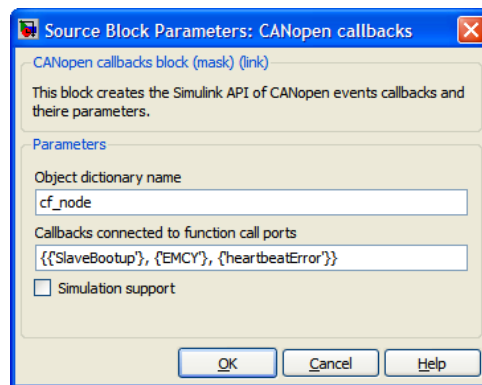 Source Block Parameters: CANopen callbacks
CANopen callbacks block (mask) (link)
This block creates the Simulink API of CANopen events callbacks and
theire parameters.
Parameters
Object dictionary name
cf_node
Callbacks connected to function call ports
{{'SlaveBootup'}, {'EMCY'}, {'heartbeatError'}}
Simulation support
OK Cancel Help